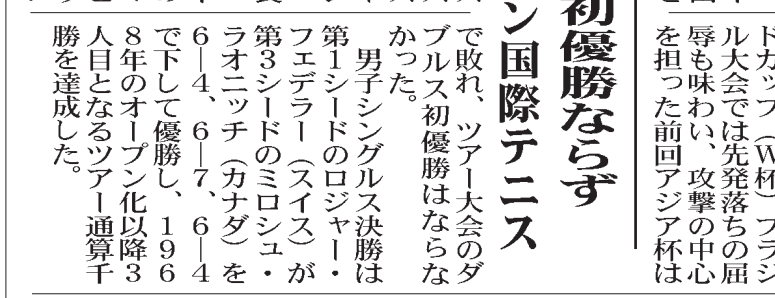 ドカップ（Ｗ杯）ブラジ
ル大会では先発落ちの屈
辱も味わい、攻撃の中心
を担った前回アジア杯は
初優勝ならず
ン国際テニス
で敗れ、ツアー大会のダ
ブルス初優勝はならな
かった。
男子シングルス決勝は
第１シードのロジャー・
フェデラー（スイス）が
第３シードのミロシュ・
ラオニッチ（カナダ）を
６―４、６―７、６―４
で下して優勝し、１９６
８年のオープン化以降３
人目となるツアー通算千
勝を達成した。